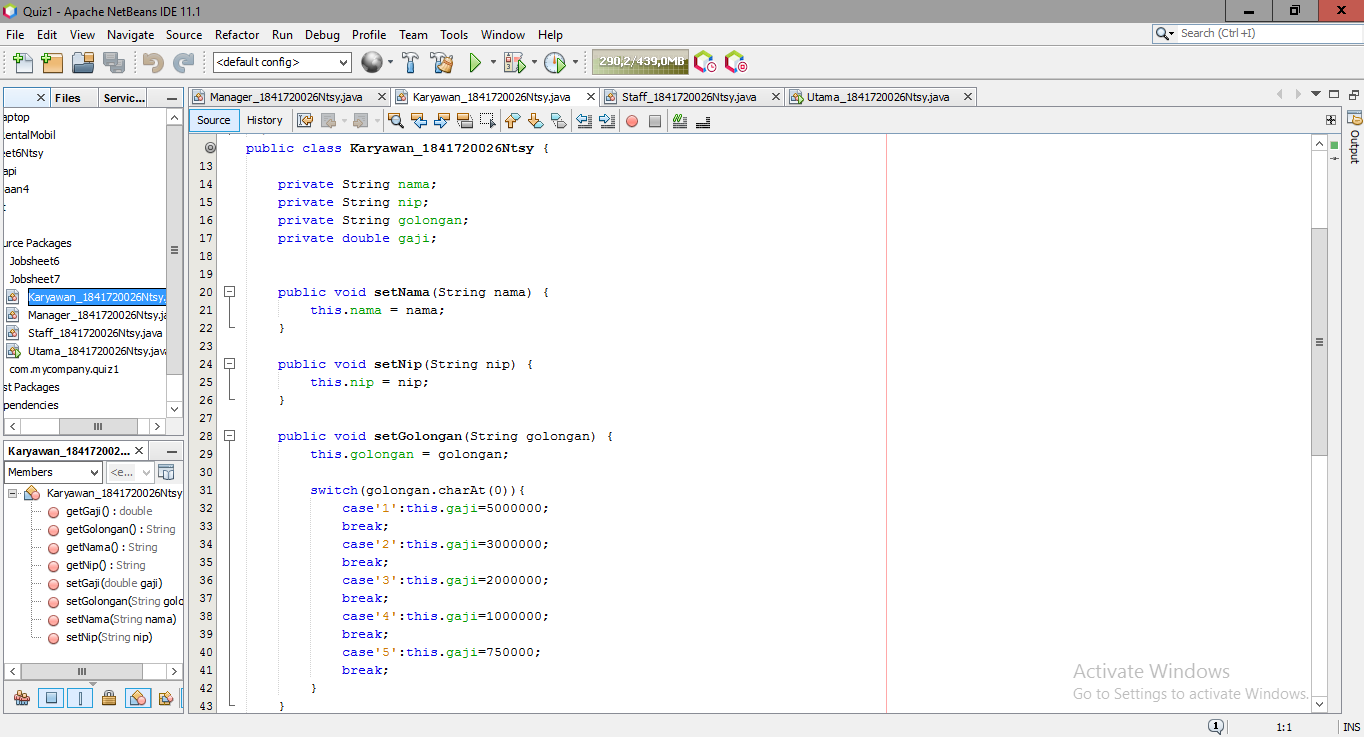 Quiz1 - Apache NetBeans IDE 11.1
File Edit View Navigate Source Refactor Run Debug Profile Team Tools Window Help
Search (Ctrl+I)
<default config>
290,2/439,0MB
Files Servic...
Manager_1841720026Ntsy.java Karyawan_1841720026Ntsy.java Staff_1841720026Ntsy.java Utama_1841720026Ntsy.java
Source History
Output
aptop
entalMobil
et6Ntsy
api
aan4
urce Packages
Jobsheet6
Jobsheet7
Karyawan_1841720026Ntsy.
Manager_1841720026Ntsy.ja
Staff_1841720026Ntsy.java
Utama_1841720026Ntsy.java
com.mycompany.quiz1
st Packages
pendencies
Karyawan_184172002...
Members
<e...
Karyawan_1841720026Ntsy
getGaji() : double
getGolongan() : String
getNama() : String
getNip() : String
setGaji(double gaji)
setGolongan(String golo
setNama(String nama)
setNip(String nip)
public class Karyawan_1841720026Ntsy {
13
14 private String nama;
15 private String nip;
16 private String golongan;
17 private double gaji;
18
19
20 public void setNama(String nama) {
21 this.nama = nama;
22 }
23
24 public void setNip(String nip) {
25 this.nip = nip;
26 }
27
28 public void setGolongan(String golongan) {
29 this.golongan = golongan;
30
31 switch(golongan.charAt(0)){
32 case'1':this.gaji=5000000;
33 break;
34 case'2':this.gaji=3000000;
35 break;
36 case'3':this.gaji=2000000;
37 break;
38 case'4':this.gaji=1000000;
39 break;
40 case'5':this.gaji=750000;
41 break;
42 }
43 }
Activate Windows
Go to Settings to activate Windows.
1
1:1 INS